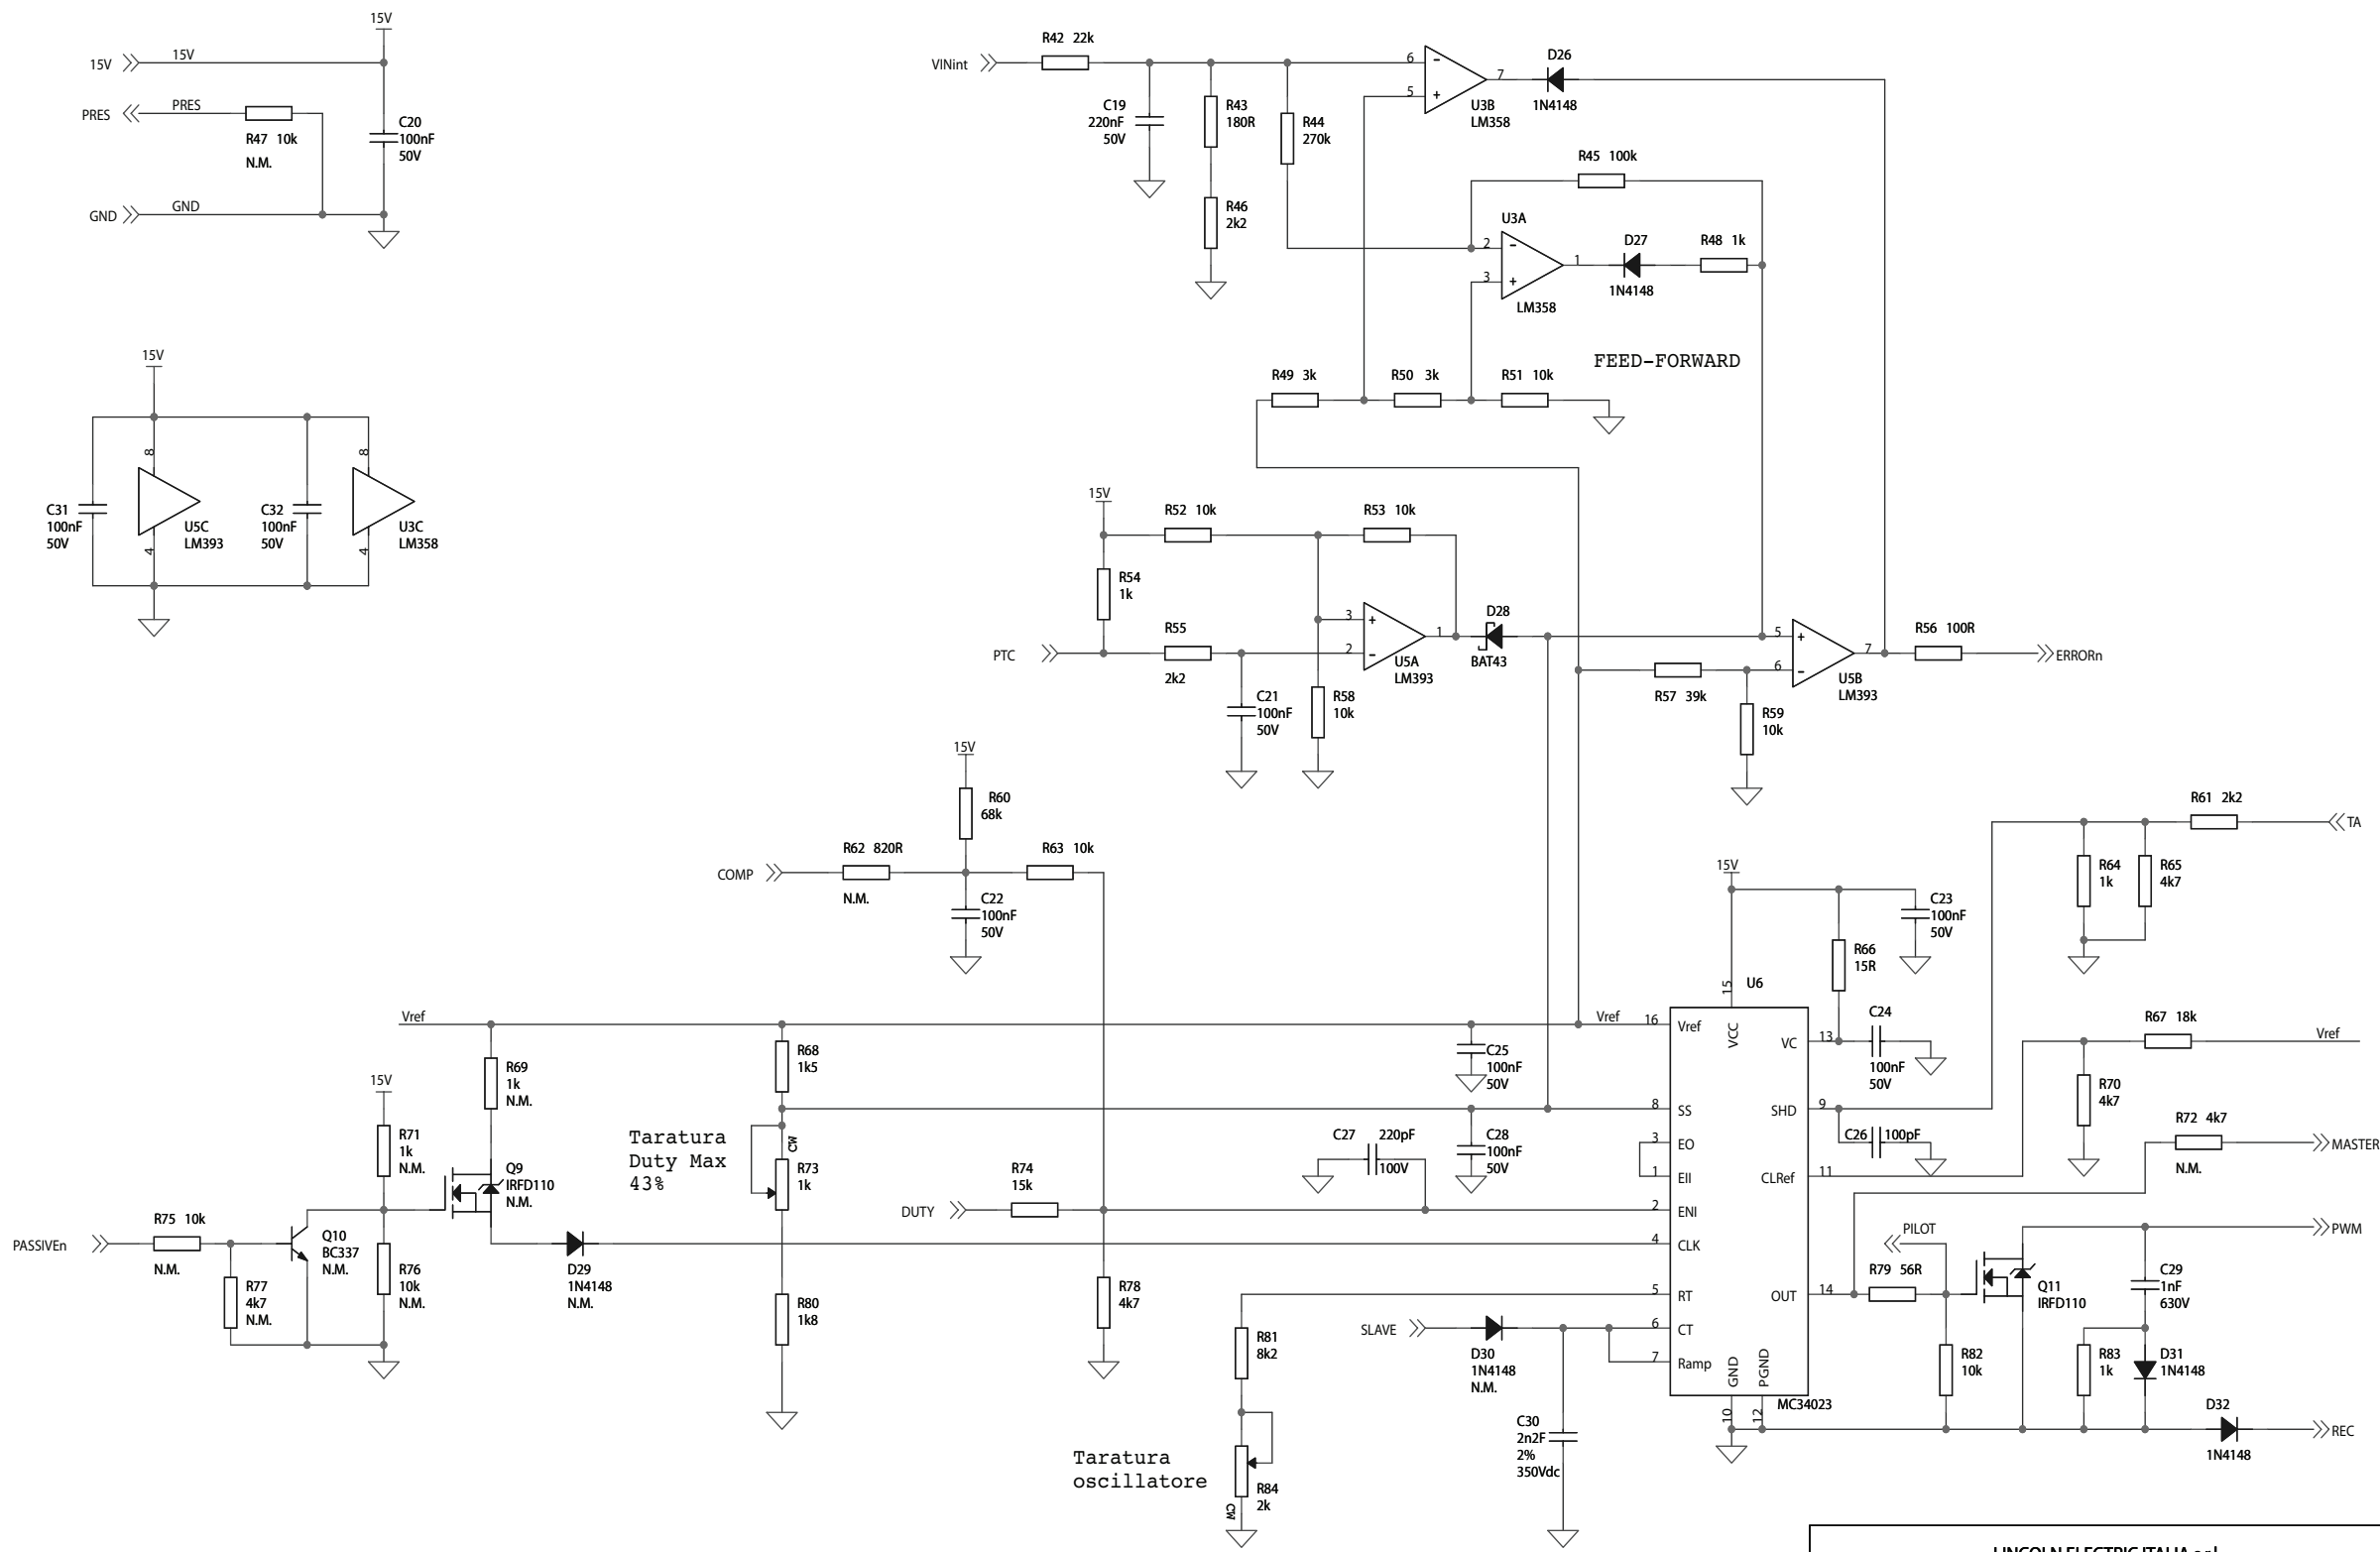 15V
15V
15V
PRES
PRES
R47 10k
N.M.
C20
100nF
50V
GND
GND
VINint
R42 22k
C19
220nF
50V
R43
180R
R44
270k
R46
2k2
6
5
7
-
+
U3B
LM358
D26
1N4148
R45 100k
U3A
2
3
1
-
+
LM358
D27
1N4148
R48 1k
FEED-FORWARD
R49 3k
R50 3k
R51 10k
15V
8
8
C31
100nF
50V
U5C
LM393
C32
100nF
50V
U3C
LM358
4
4
15V
R52 10k
R53 10k
R54
1k
PTC
R55
2k2
3
2
1
+
-
U5A
LM393
D28
BAT43
C21
100nF
50V
R58
10k
5
6
7
+
-
U5B
LM393
R56 100R
ERRORn
R57 39k
R59
10k
15V
R60
68k
COMP
R62 820R
N.M.
R63 10k
C22
100nF
50V
R61 2k2
TA
R64
1k
R65
4k7
15V
C23
100nF
50V
R66
15R
15
U6
C24
100nF
50V
R67 18k
Vref
R70
4k7
R72 4k7
N.M.
MASTER
C26
100pF
Vref
Vref
16
Vref
VCC
VC
13
8
SS
SHD
9
3
EO
1
EII
CLRef
11
2
ENI
4
CLK
5
RT
OUT
14
6
CT
7
Ramp
GND
PGND
10
12
MC34023
R69
1k
N.M.
R68
1k5
C25
100nF
50V
15V
R71
1k
N.M.
Q9
IRFD110
N.M.
Taratura
Duty Max
43%
CW
R73
1k
C27
220pF
100V
C28
100nF
50V
R74
15k
DUTY
PASSIVEn
R75 10k
N.M.
Q10
BC337
N.M.
R77
4k7
N.M.
R76
10k
N.M.
D29
1N4148
N.M.
R80
1k8
R78
4k7
R81
8k2
SLAVE
D30
1N4148
N.M.
C30
2n2F
2%
350Vdc
Taratura
oscillatore
R84
2k
CW
PILOT
R79 56R
Q11
IRFD110
PWM
C29
1nF
630V
R82
10k
R83
1k
D31
1N4148
D32
1N4148
REC
LINCOLN ELECTRIC ITALIA s.r.l.